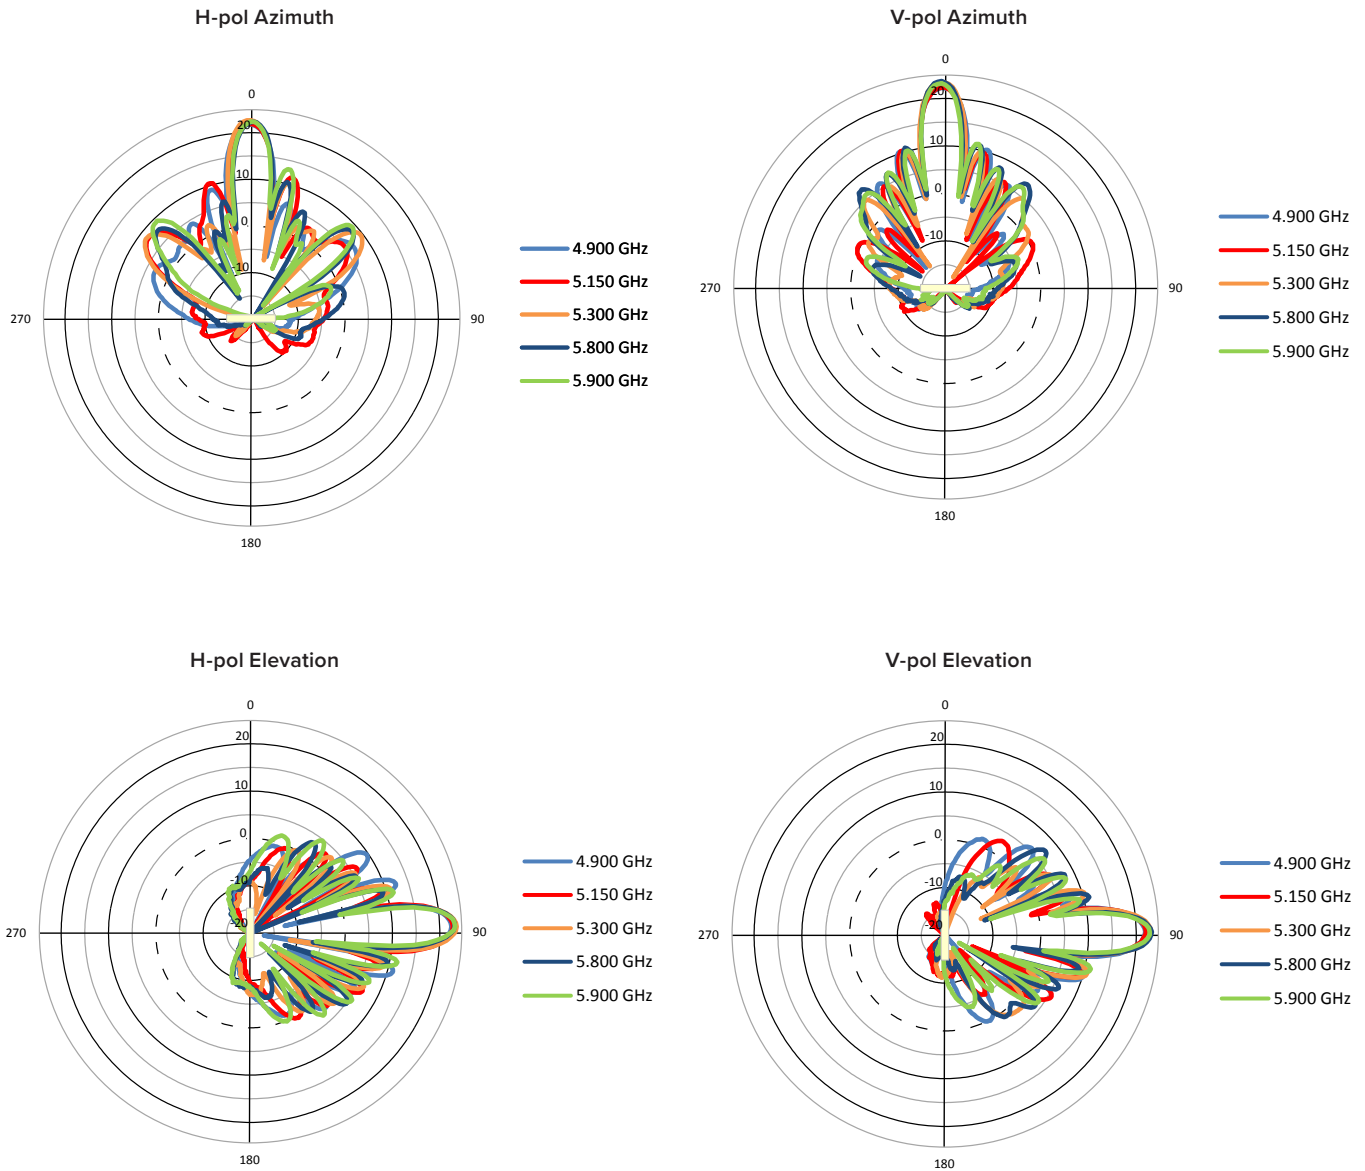 H-pol Azimuth
V-pol Azimuth
0
20
10
0
-10
270
90
180
4.900 GHz
5.150 GHz
5.300 GHz
5.800 GHz
5.900 GHz
0
20
10
0
-10
270
90
180
4.900 GHz
5.150 GHz
5.300 GHz
5.800 GHz
5.900 GHz
H-pol Elevation
V-pol Elevation
0
20
10
0
-10
-20
270
90
180
4.900 GHz
5.150 GHz
5.300 GHz
5.800 GHz
5.900 GHz
0
20
10
0
-10
-20
270
90
180
4.900 GHz
5.150 GHz
5.300 GHz
5.800 GHz
5.900 GHz